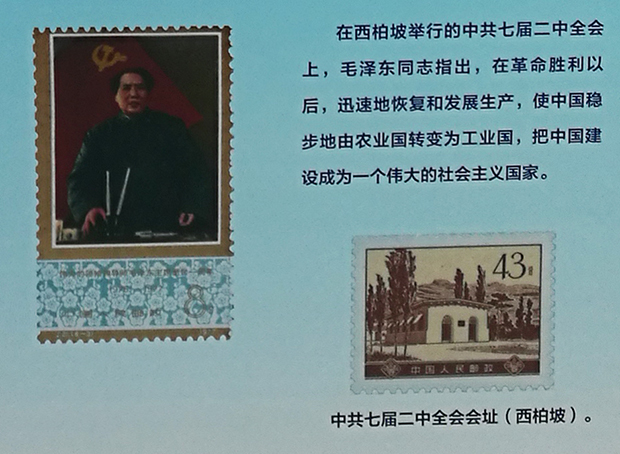 在西柏坡举行的中共七届二中全会
上，毛泽东同志指出，在革命胜利以
后，迅速地恢复和发展生产，使中国稳
步地由农业国转变为工业国，把中国建
设成为一个伟大的社会主义国家。
8
43
中国人民邮政
中共七届二中全会会址（西柏坡）。